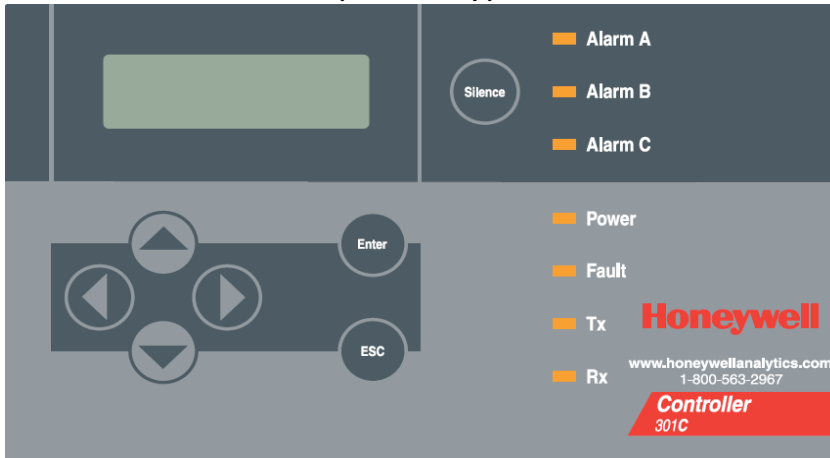 Silence
Alarm A
Alarm B
Alarm C
Enter
ESC
Power
Fault
Tx
Rx
Honeywell
www.honeywellanalytics.com
1-800-563-2967
Controller
301C